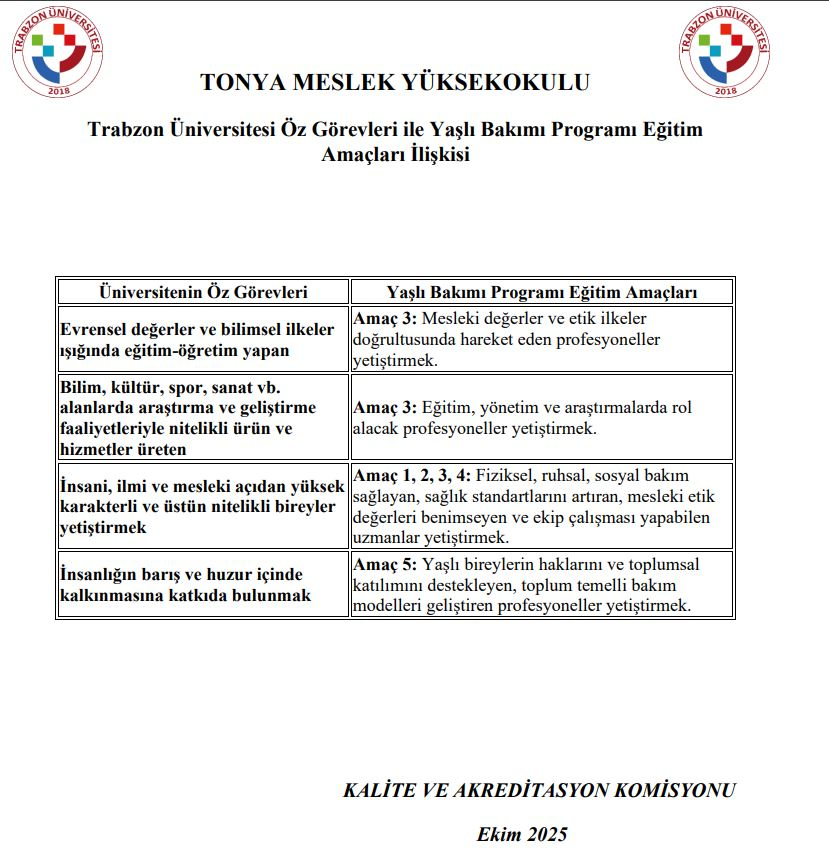 TRABZON ÜNİVERSİTESİ
2018
TRABZON ÜNİVERSİTESİ
2018
TONYA MESLEK YÜKSEKOKULU
Trabzon Üniversitesi Öz Görevleri ile Yaşlı Bakımı Programı Eğitim
Amaçları İlişkisi
Üniversitenin Öz Görevleri
Yaşlı Bakımı Programı Eğitim Amaçları
Evrensel değerler ve bilimsel ilkeler
ışığında eğitim-öğretim yapan
Amaç 3: Mesleki değerler ve etik ilkeler
doğrultusunda hareket eden profesyoneller
yetiştirmek.
Bilim, kültür, spor, sanat vb.
alanlarda araştırma ve geliştirme
faaliyetleriyle nitelikli ürün ve
hizmetler üreten
Amaç 3: Eğitim, yönetim ve araştırmalarda rol
alacak profesyoneller yetiştirmek.
İnsani, ilmi ve mesleki açıdan yüksek
karakterli ve üstün nitelikli bireyler
yetiştirmek
Amaç 1, 2, 3, 4: Fiziksel, ruhsal, sosyal bakım
sağlayan, sağlık standartlarını artıran, mesleki etik
değerleri benimseyen ve ekip çalışması yapabilen
uzmanlar yetiştirmek.
İnsanlığın barış ve huzur içinde
kalkınmasına katkıda bulunmak
Amaç 5: Yaşlı bireylerin haklarını ve toplumsal
katılımını destekleyen, toplum temelli bakım
modelleri geliştiren profesyoneller yetiştirmek.
KALİTE VE AKREDİTASYON KOMİSYONU
Ekim 2025